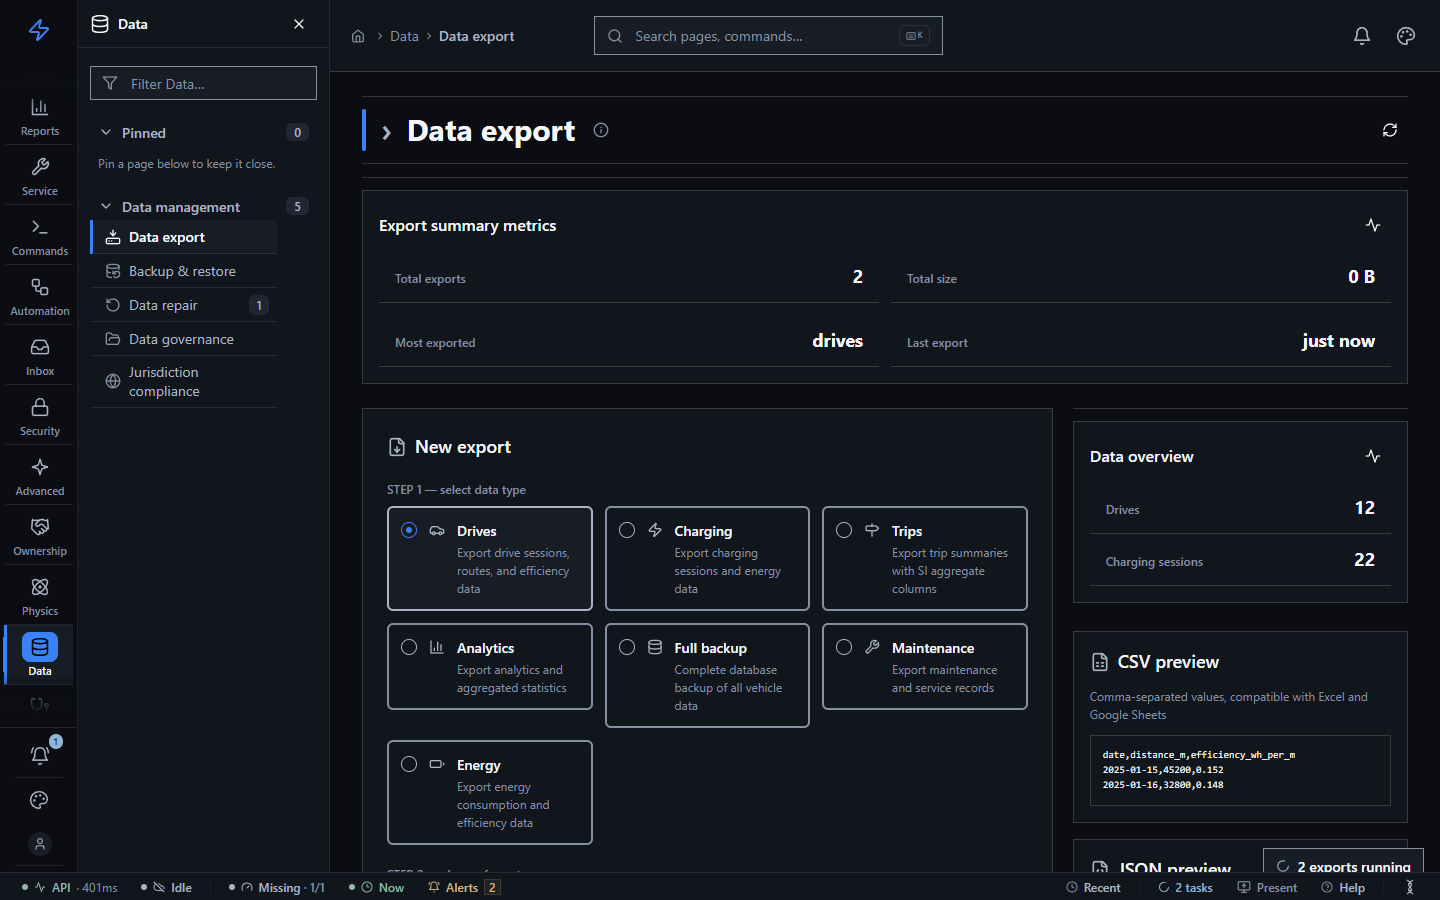 Reports
Service
Commands
Automation
Inbox
Security
Advanced
Ownership
Physics
Data
1
Data
Filter Data...
Pinned
0
Pin a page below to keep it close.
Data management
5
Data export
Backup & restore
Data repair
1
Data governance
Jurisdiction
compliance
Data
Data export
Search pages, commands...
K
Data export
Export summary metrics
Total exports
2
Total size
0 B
Most exported
drives
Last export
just now
New export
STEP 1 — select data type
Drives
Export drive sessions,
routes, and efficiency
data
Charging
Export charging
sessions and energy
data
Trips
Export trip summaries
with SI aggregate
columns
Analytics
Export analytics and
aggregated statistics
Full backup
Complete database
backup of all vehicle
data
Maintenance
Export maintenance
and service records
Energy
Export energy
consumption and
efficiency data
Data overview
Drives
12
Charging sessions
22
CSV preview
Comma-separated values, compatible with Excel and
Google Sheets
date,distance_m,efficiency_wh_per_m
2025-01-15,45200,0.152
2025-01-16,32800,0.148
JSON preview
2 exports running
API · 401ms
Idle
Missing · 1/1
Now
Alerts 2
Recent
2 tasks
Present
Help